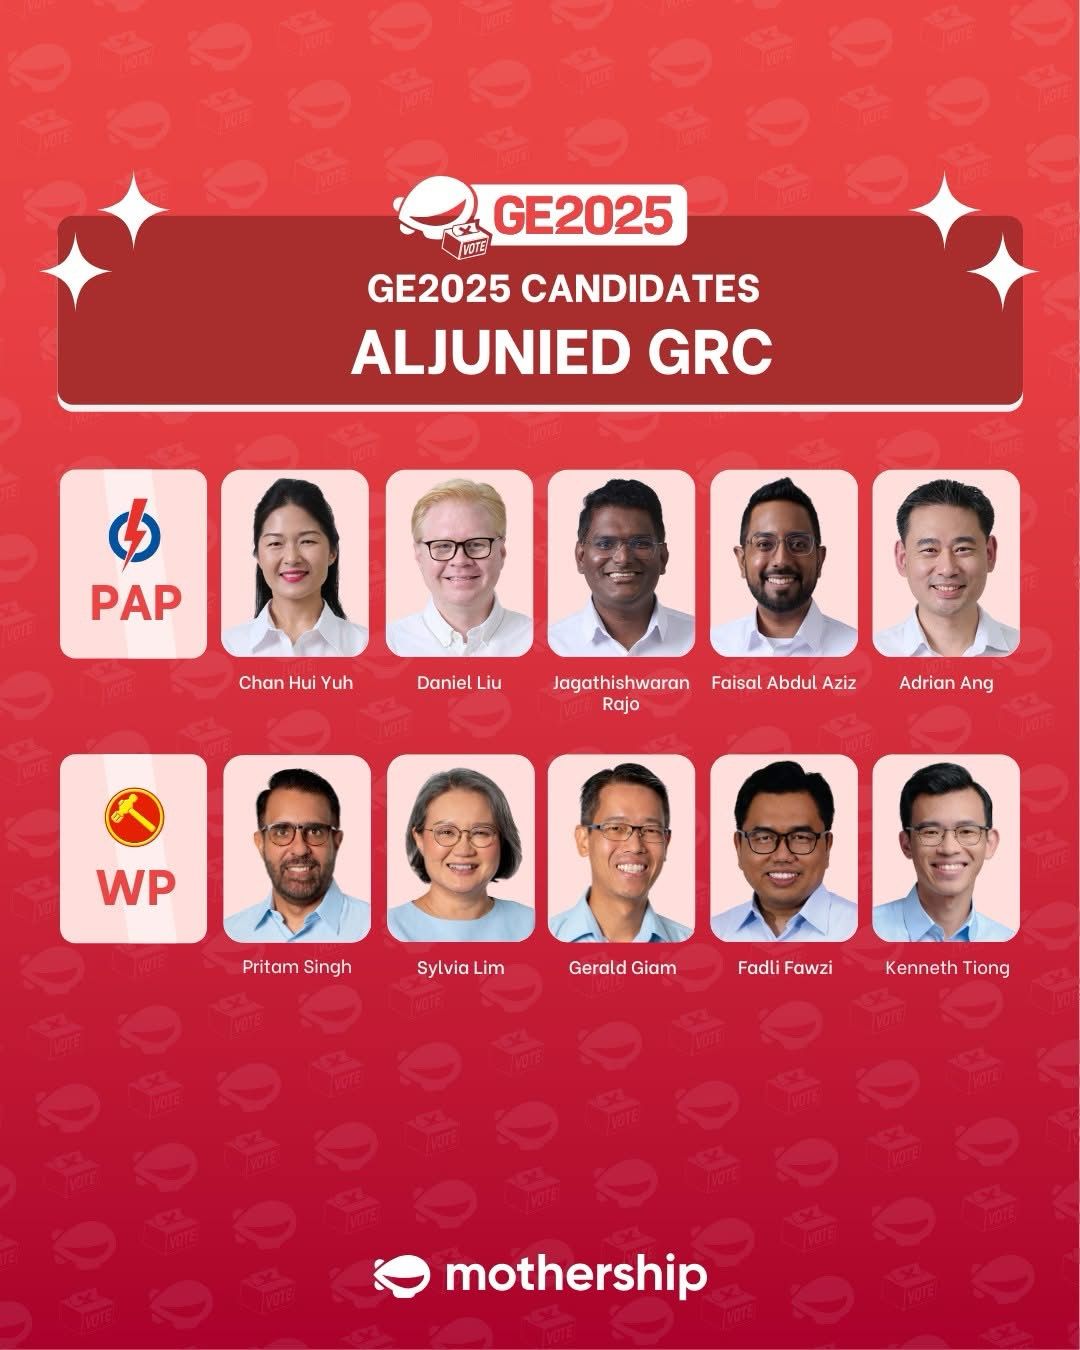 GE2025
VOTE
GE2025 CANDIDATES
ALJUNIED GRC
PAP
Chan Hui Yuh
Daniel Liu
Jagathishwaran
Rajo
Faisal Abdul Aziz
Adrian Ang
WP
Pritam Singh
Sylvia Lim
Gerald Giam
Fadli Fawzi
Kenneth Tiong
mothership